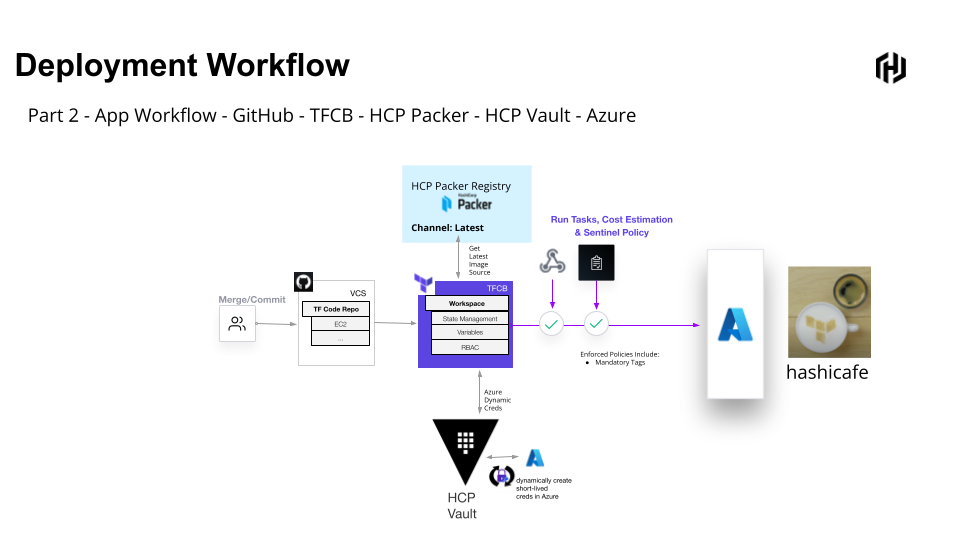 Deployment Workflow
Part 2 - App Workflow - GitHub - TFCB - HCP Packer - HCP Vault - Azure
HCP Packer Registry
HashiCorp
Packer
Channel: Latest
Get
Latest
Image
Source
Run Tasks, Cost Estimation
& Sentinel Policy
Merge/Commit
VCS
TF Code Repo
EC2
...
TFCB
Workspace
State Management
Variables
RBAC
Enforced Policies Include:
● Mandatory Tags
hashicafe
Azure
Dynamic
Creds
HCP
Vault
dynamically create
short-lived
creds in Azure